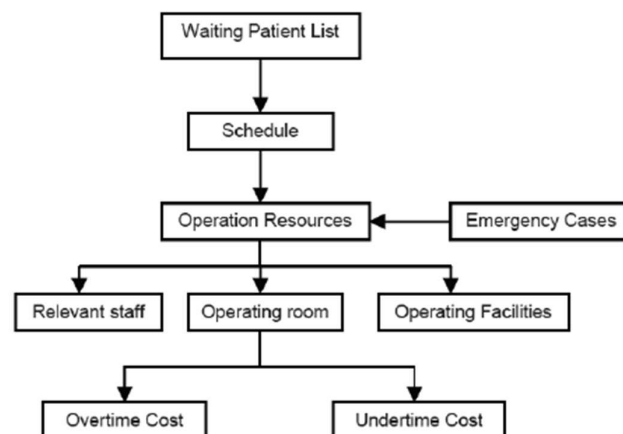 Waiting Patient List
Schedule
Operation Resources
Emergency Cases
Relevant staff
Operating room
Operating Facilities
Overtime Cost
Undertime Cost